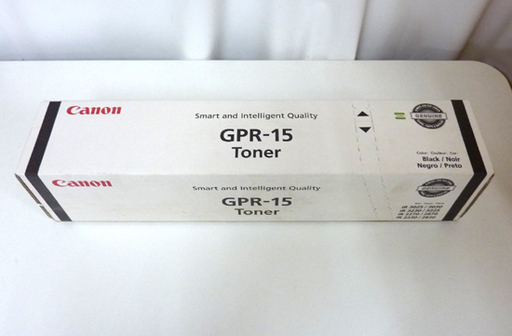 Canon
Smart and Intelligent Quality
GPR-15
Toner
GENUINE
Black / Noir
Negro / Preto
Canon
Smart and Intelligent Quality
GPR-15
Toner